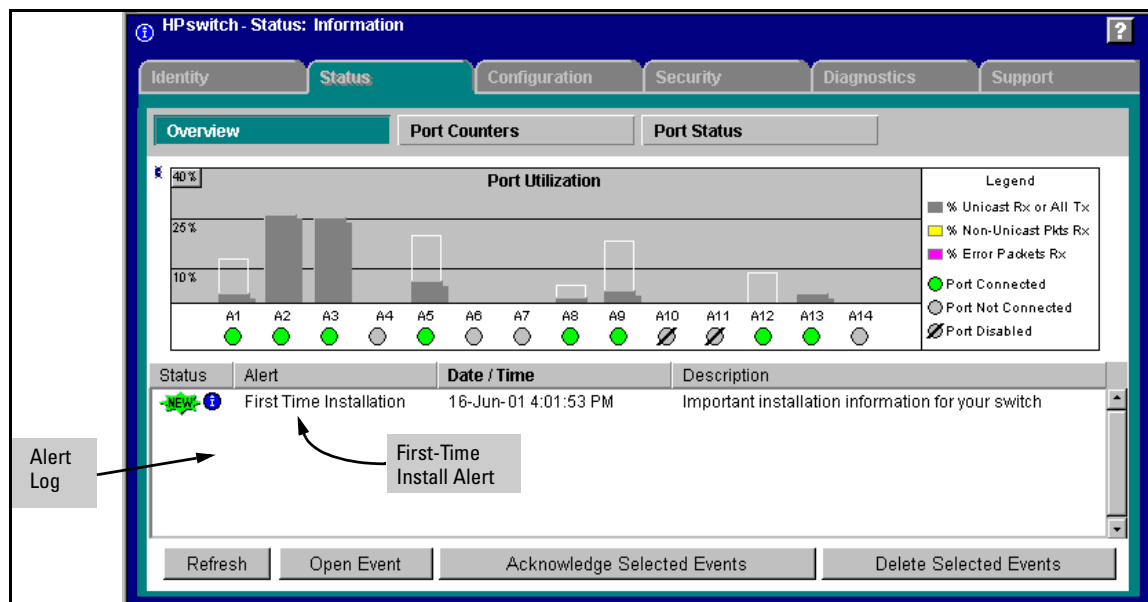 HPswitch - Status: Information
?
Identity Status Configuration Security Diagnostics Support
Overview Port Counters Port Status
40% Port Utilization
25%
10%
Legend
% Unicast Rx or All Tx
% Non-Unicast Pkts Rx
% Error Packets Rx
Port Connected
Port Not Connected
Port Disabled
A1 A2 A3 A4 A5 A6 A7 A8 A9 A10 A11 A12 A13 A14
Status Alert Date / Time Description
NEW First Time Installation 16-Jun-01 4:01:53 PM Important installation information for your switch
Alert
Log
First-Time
Install Alert
Refresh Open Event Acknowledge Selected Events Delete Selected Events